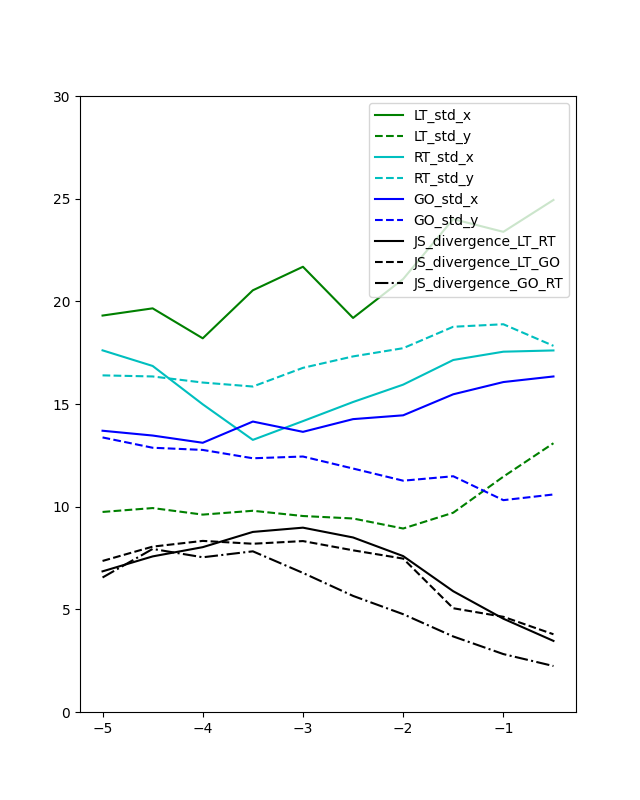 30
25
20
15
10
5
0
−5
−4
−3
−2
−1
LT_std_x
LT_std_y
RT_std_x
RT_std_y
GO_std_x
GO_std_y
JS_divergence_LT_RT
JS_divergence_LT_GO
JS_divergence_GO_RT